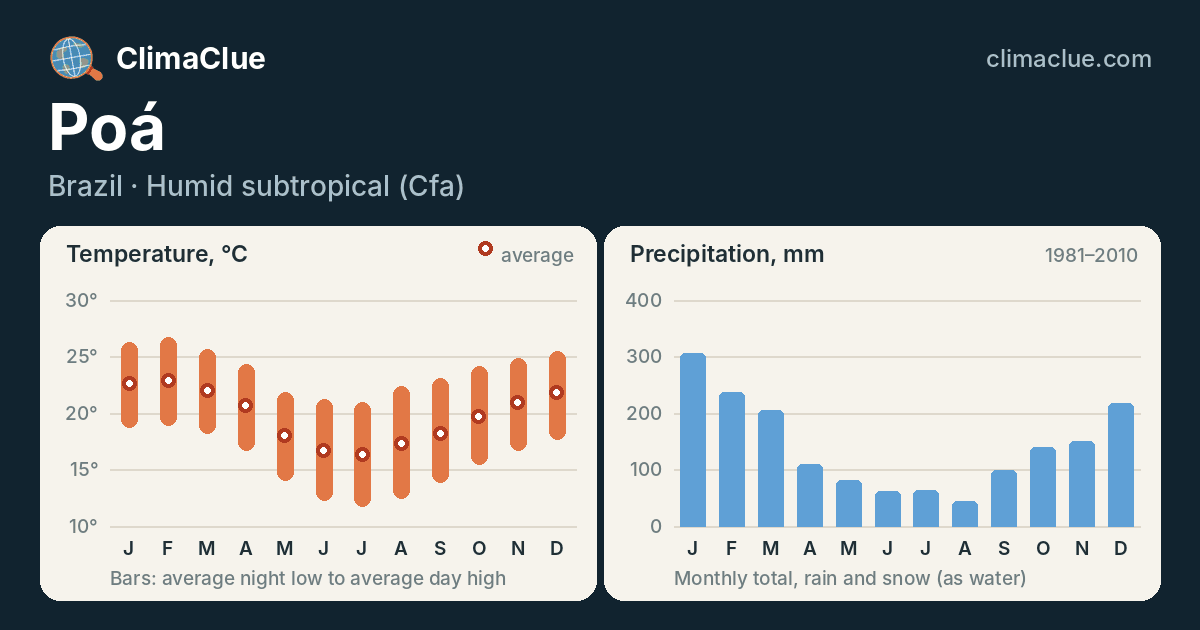 ClimaClue
climaclue.com
Poá
Brazil · Humid subtropical (Cfa)
Temperature, °C
average
30°
25°
20°
15°
10°
J F M A M J J A S O N D
Bars: average night low to average day high
Precipitation, mm
1981–2010
400
300
200
100
0
J F M A M J J A S O N D
Monthly total, rain and snow (as water)